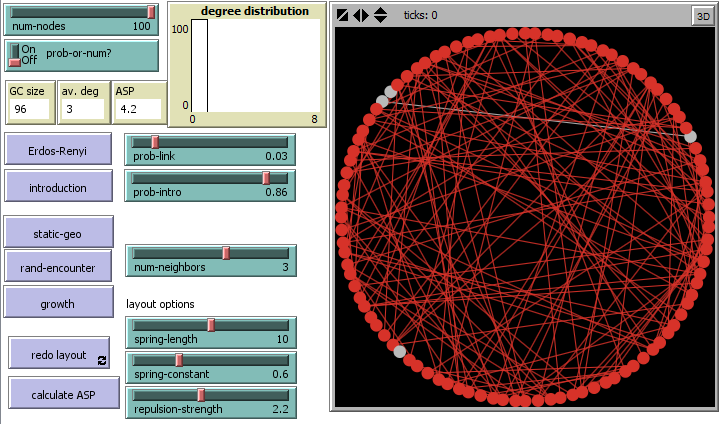 num-nodes 100
On
Off
prob-or-num?
GC size
96
av. deg
3
ASP
4.2
degree distribution
100
0
0 8
Erdos-Renyi
introduction
prob-link 0.03
prob-intro 0.86
static-geo
rand-encounter
growth
num-neighbors 3
layout options
redo layout
calculate ASP
spring-length 10
spring-constant 0.6
repulsion-strength 2.2
ticks: 0
3D